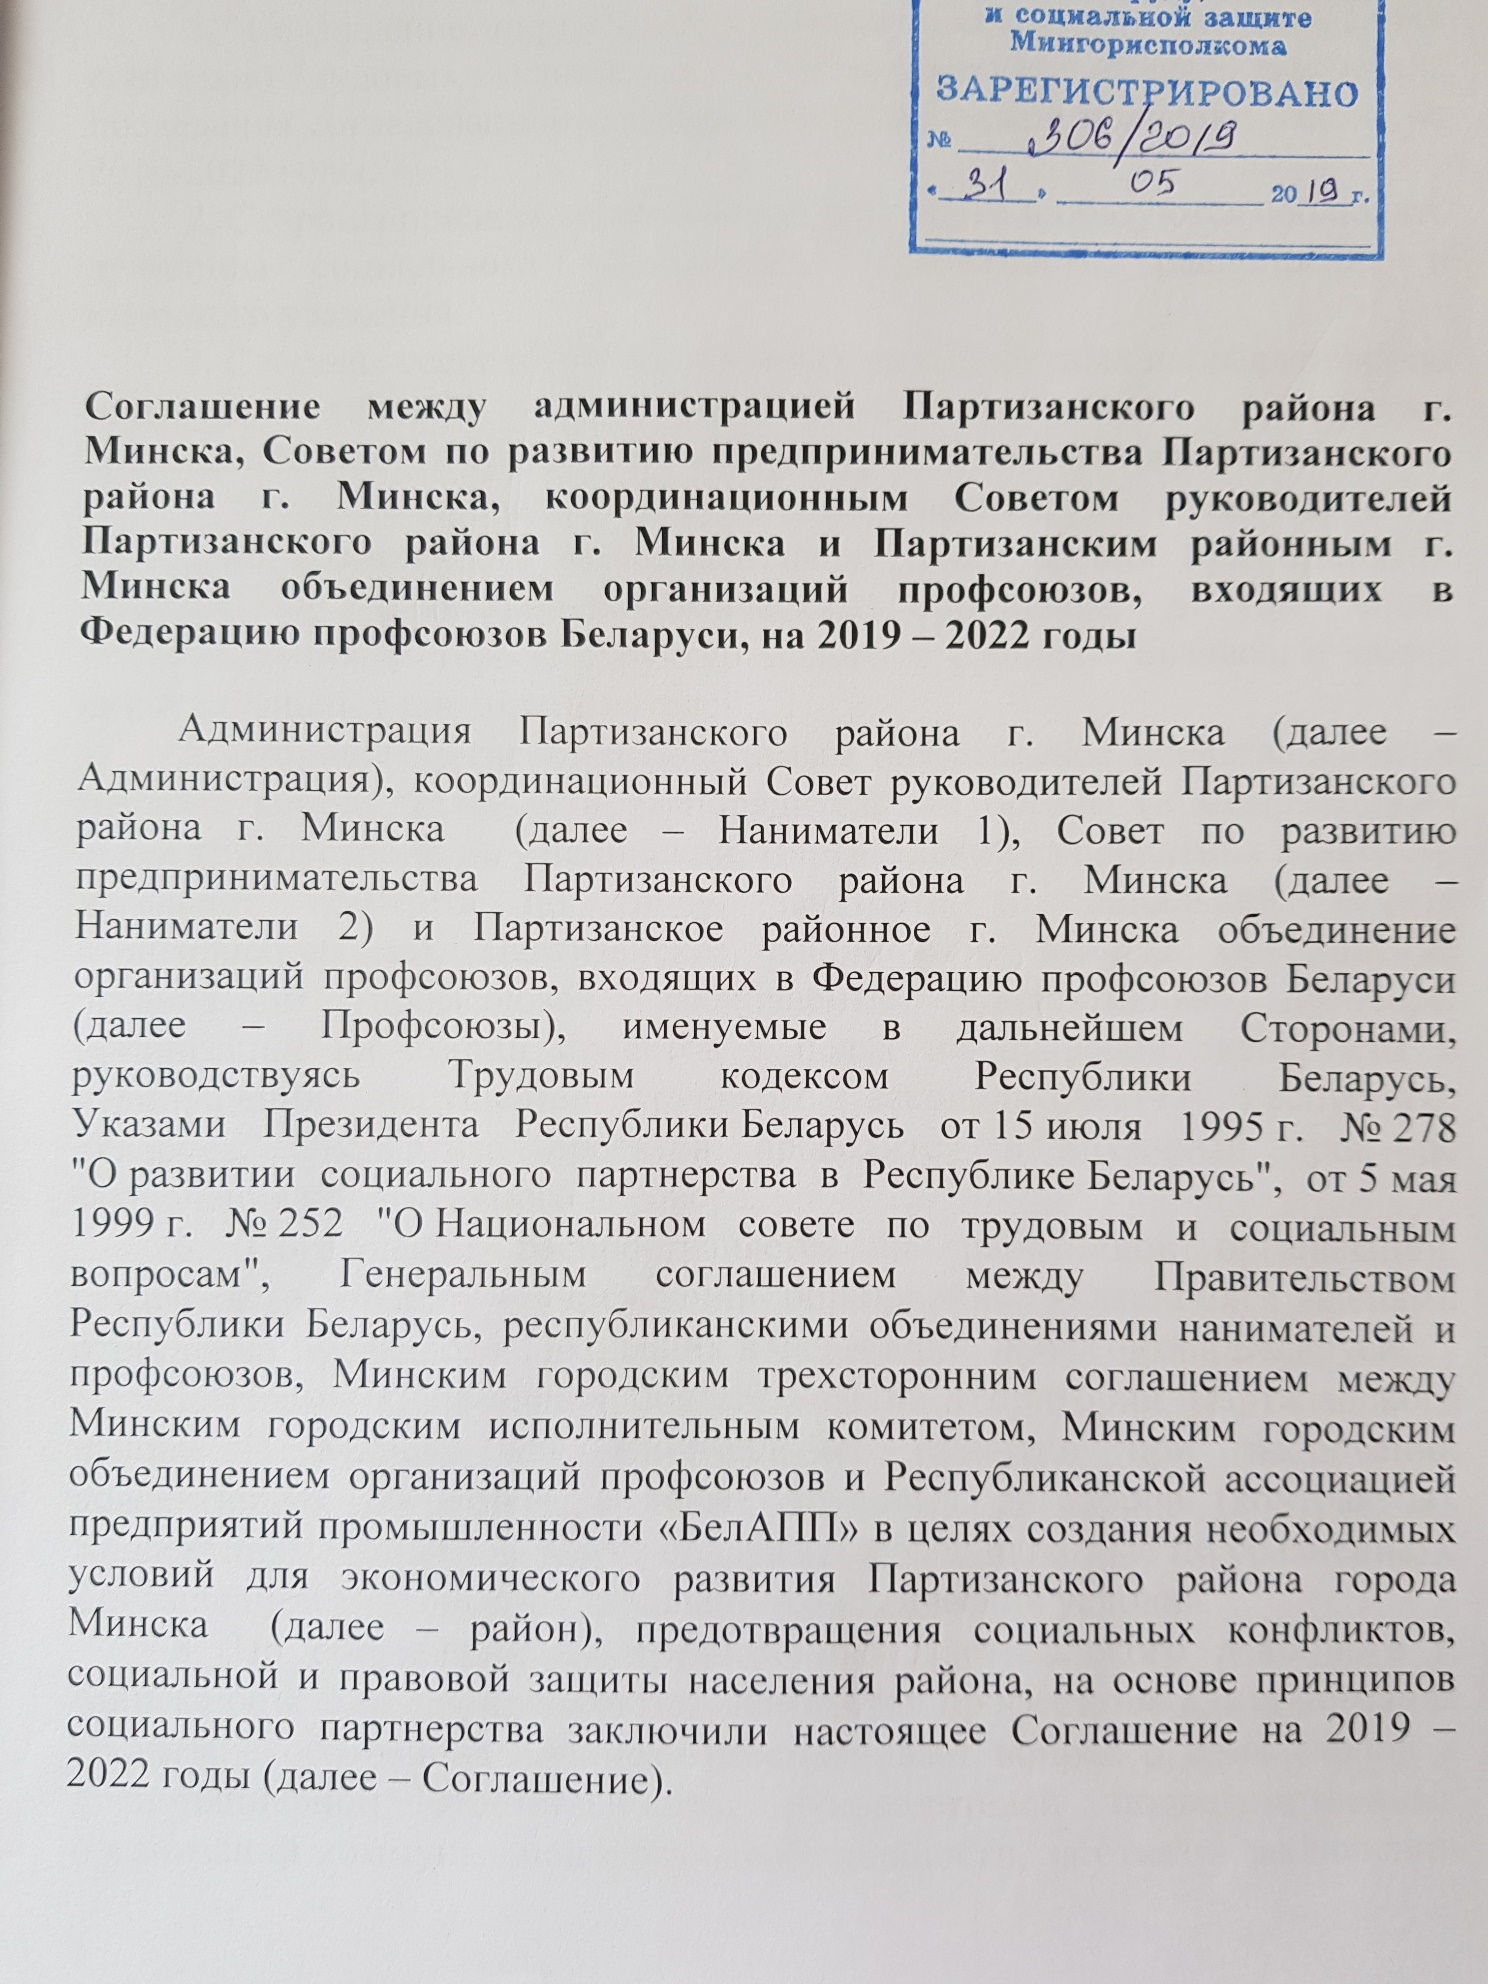 и социальной защите
Мингорисполкома
ЗАРЕГИСТРИРОВАНО
№ 306/2019
«31» 05 2019 г.
Соглашение между администрацией Партизанского района г.
Минска, Советом по развитию предпринимательства Партизанского
района г. Минска, координационным Советом руководителей
Партизанского района г. Минска и Партизанским районным г.
Минска объединением организаций профсоюзов, входящих в
Федерацию профсоюзов Беларуси, на 2019 – 2022 годы
Администрация Партизанского района г. Минска (далее –
Администрация), координационный Совет руководителей Партизанского
района г. Минска (далее – Наниматели 1), Совет по развитию
предпринимательства Партизанского района г. Минска (далее –
Наниматели 2) и Партизанское районное г. Минска объединение
организаций профсоюзов, входящих в Федерацию профсоюзов Беларуси
(далее – Профсоюзы), именуемые в дальнейшем Сторонами,
руководствуясь Трудовым кодексом Республики Беларусь,
Указами Президента Республики Беларусь от 15 июля 1995 г. № 278
"О развитии социального партнерства в Республике Беларусь", от 5 мая
1999 г. № 252 "О Национальном совете по трудовым и социальным
вопросам", Генеральным соглашением между Правительством
Республики Беларусь, республиканскими объединениями нанимателей и
профсоюзов, Минским городским трехсторонним соглашением между
Минским городским исполнительным комитетом, Минским городским
объединением организаций профсоюзов и Республиканской ассоциацией
предприятий промышленности «БелАПП» в целях создания необходимых
условий для экономического развития Партизанского района города
Минска (далее – район), предотвращения социальных конфликтов,
социальной и правовой защиты населения района, на основе принципов
социального партнерства заключили настоящее Соглашение на 2019 –
2022 годы (далее – Соглашение).